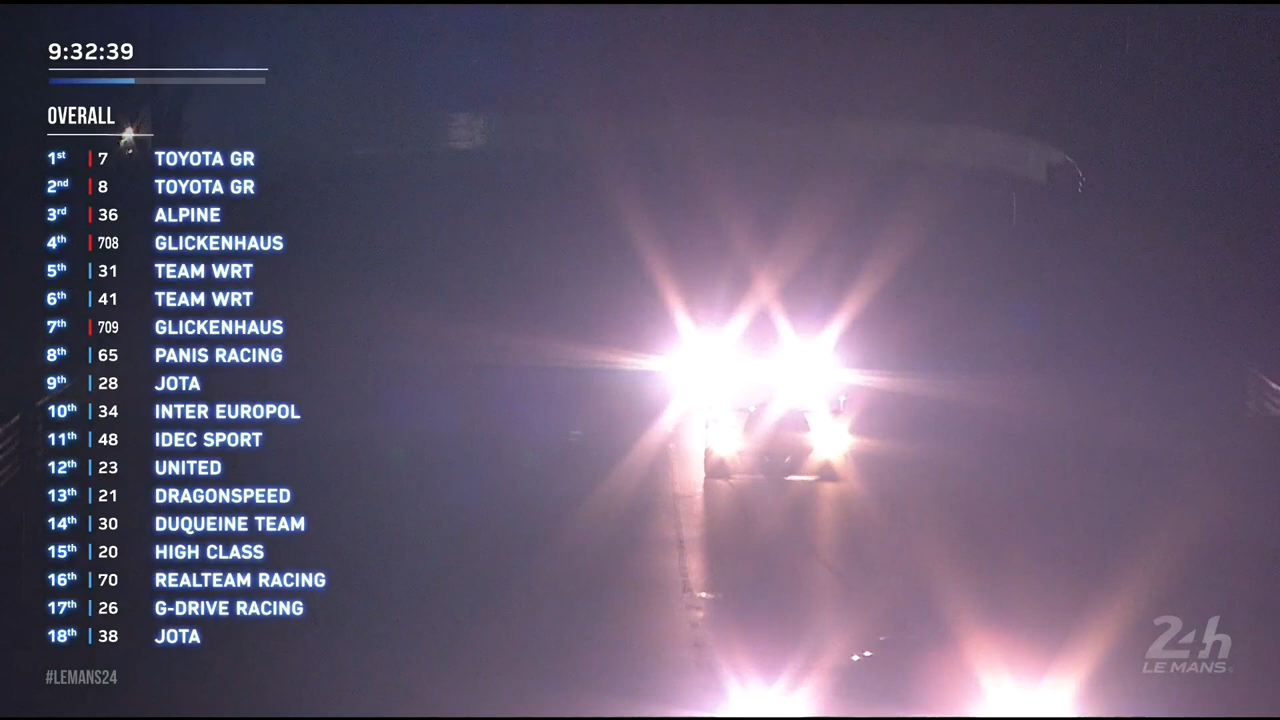 9:32:39
OVERALL
1st 7 TOYOTA GR
2nd 8 TOYOTA GR
3rd 36 ALPINE
4th 708 GLICKENHAUS
5th 31 TEAM WRT
6th 41 TEAM WRT
7th 709 GLICKENHAUS
8th 65 PANIS RACING
9th 28 JOTA
10th 34 INTER EUROPOL
11th 48 IDEC SPORT
12th 23 UNITED
13th 21 DRAGONSPEED
14th 30 DUQUEINE TEAM
15th 20 HIGH CLASS
16th 70 REALTEAM RACING
17th 26 G-DRIVE RACING
18th 38 JOTA
#LEMANS24
24h
LE MANS